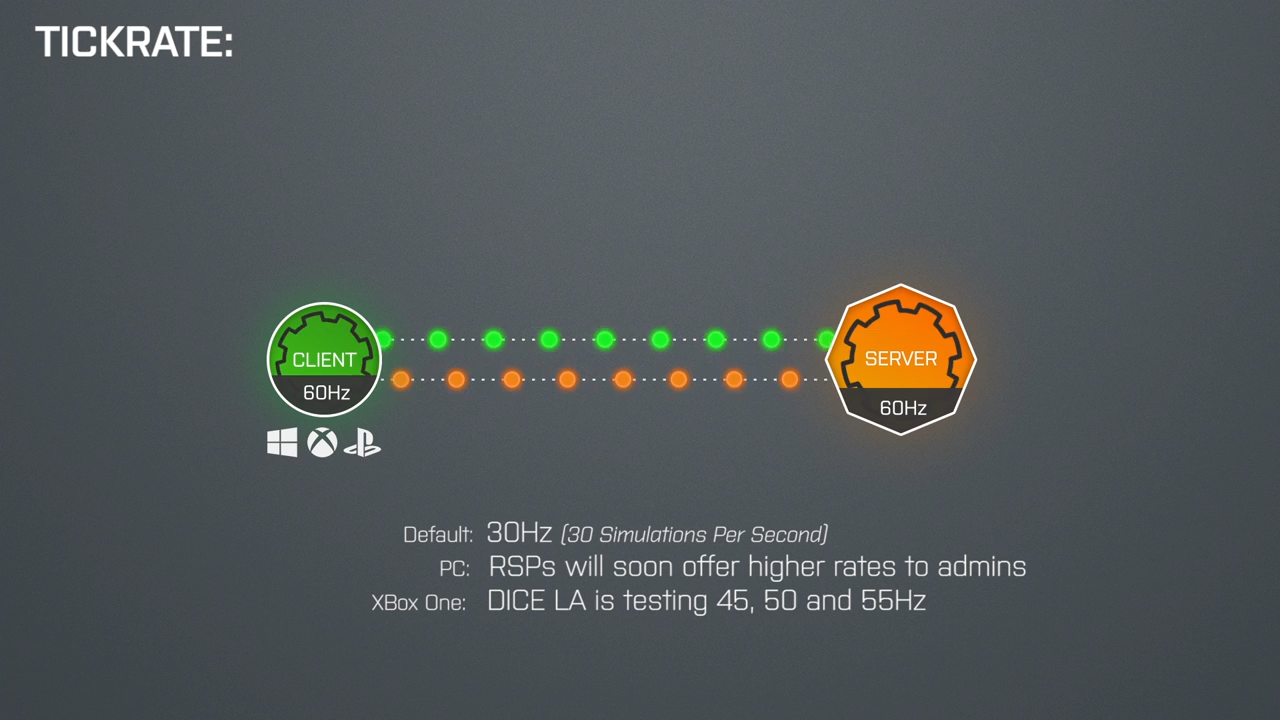 TICKRATE:
CLIENT
60Hz
SERVER
60Hz
Default: 30Hz (30 Simulations Per Second)
PC: RSPs will soon offer higher rates to admins
XBox One: DICE LA is testing 45, 50 and 55Hz